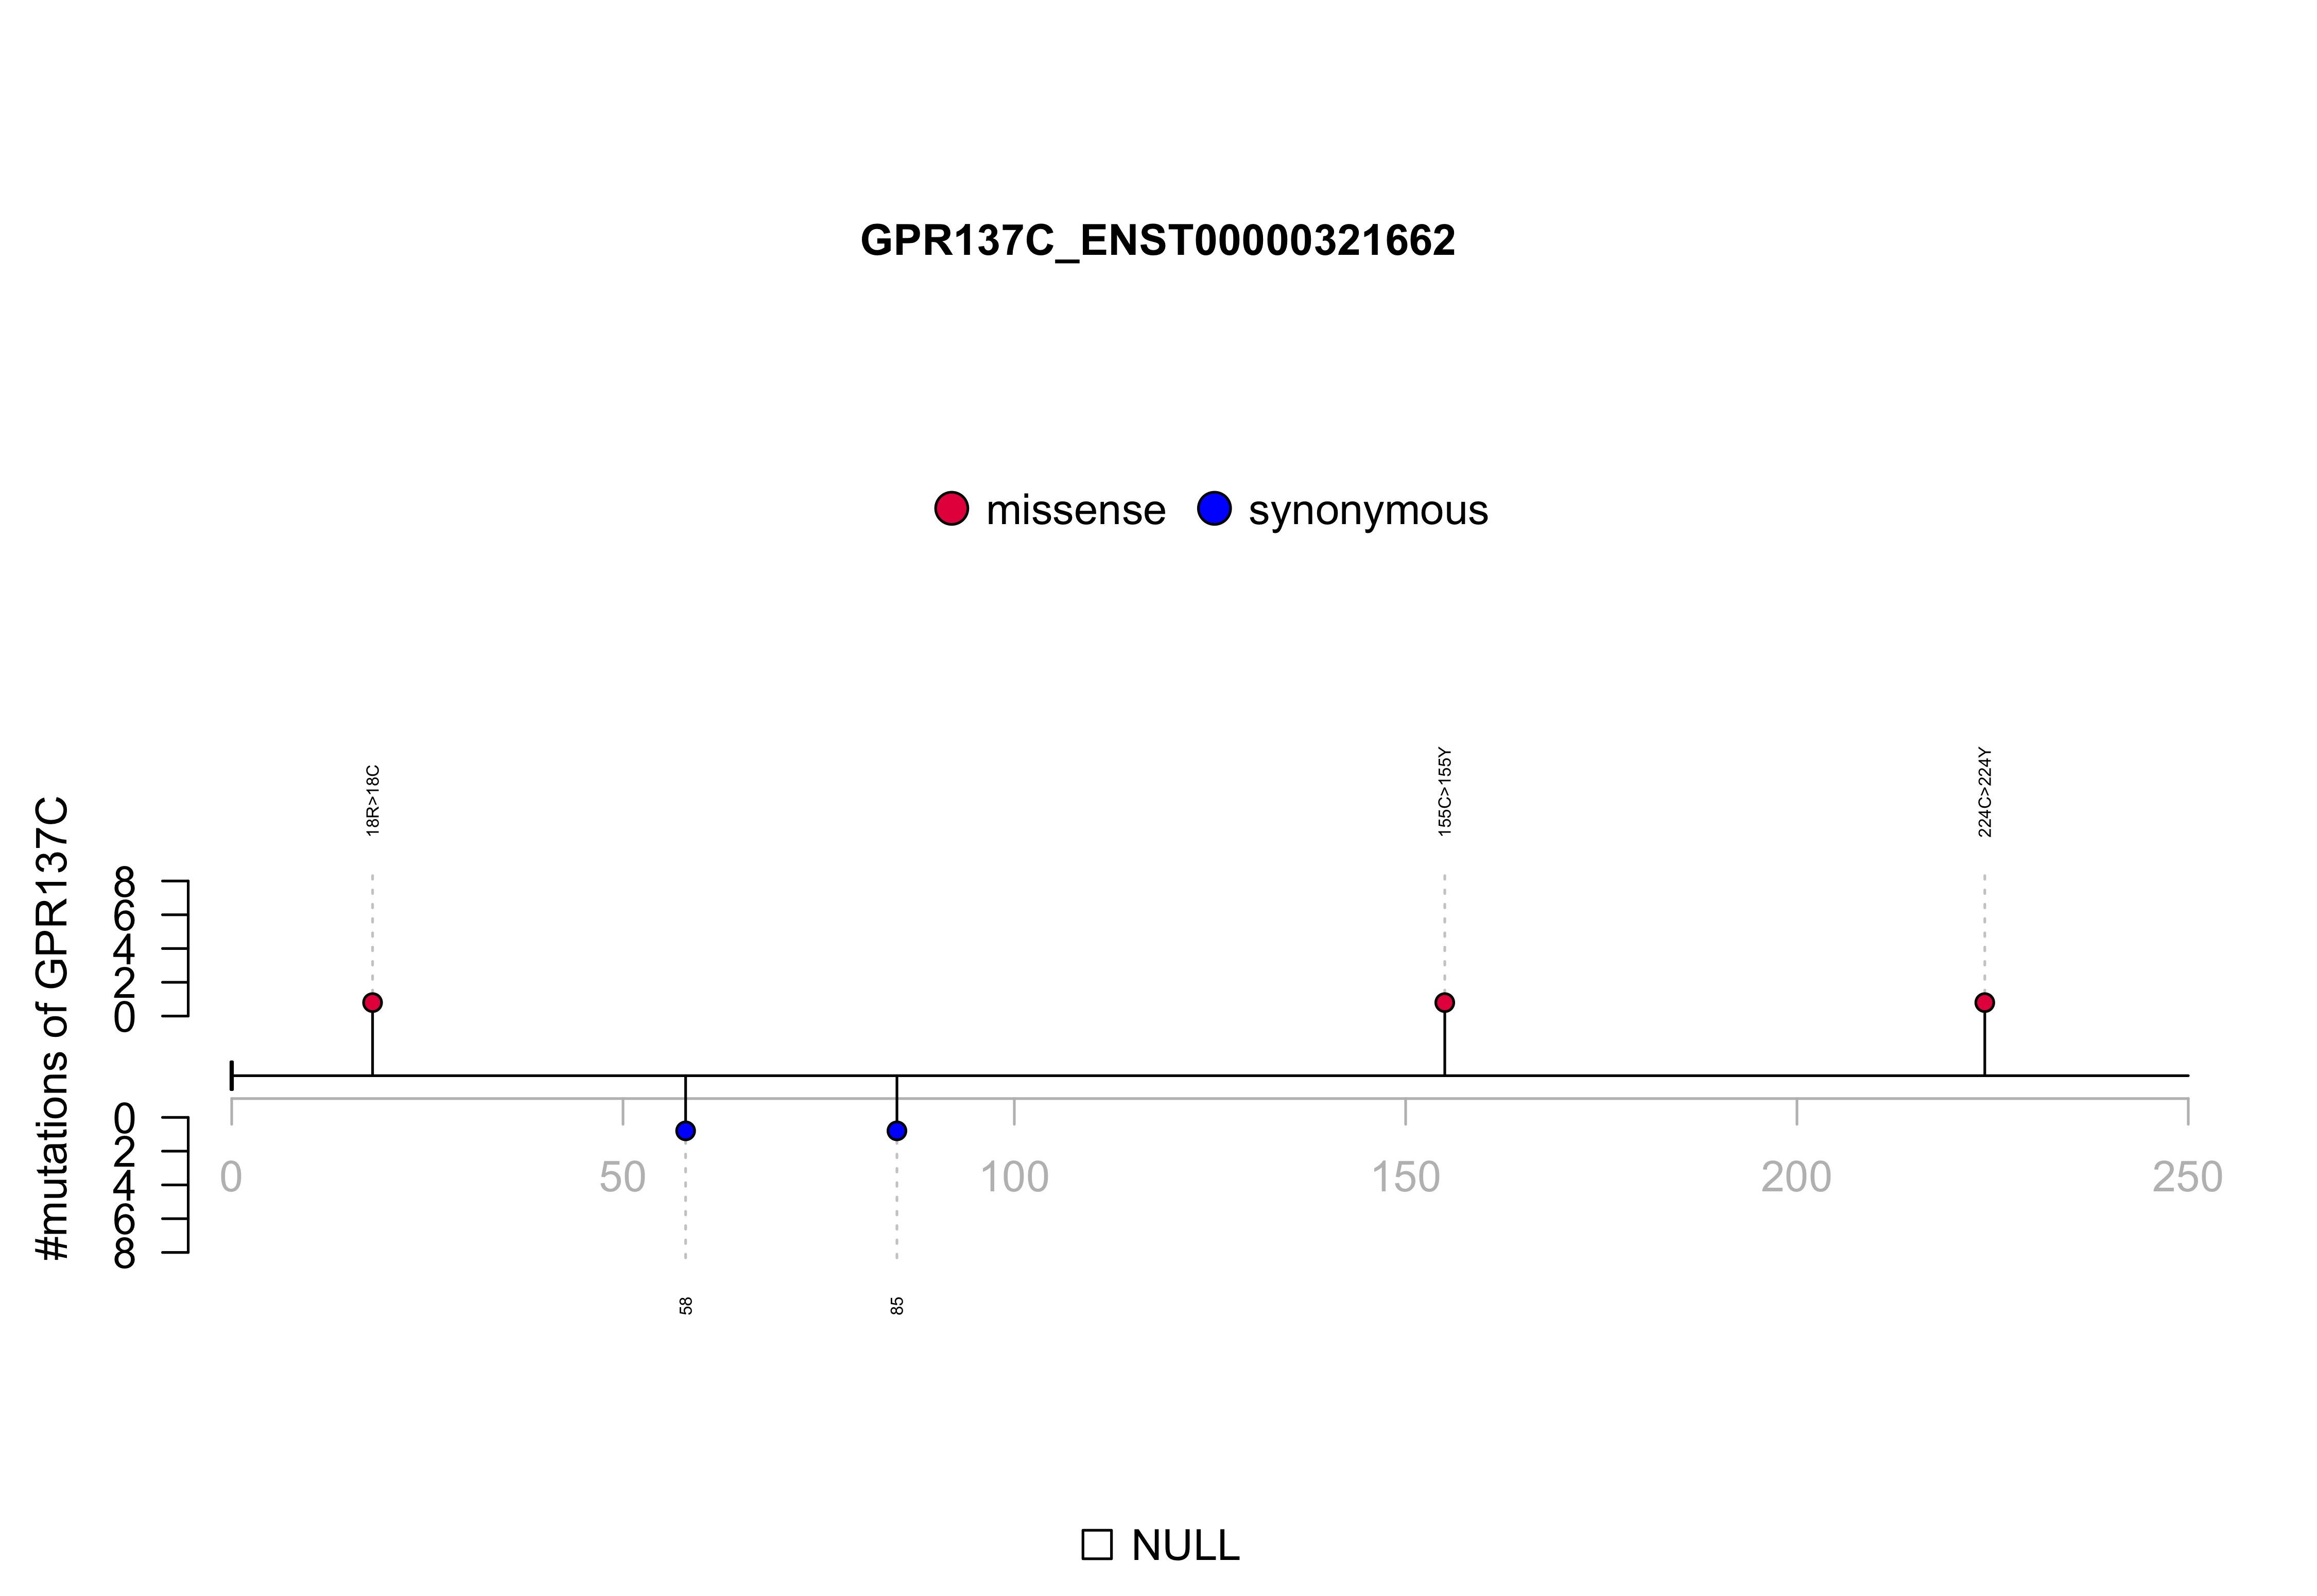 GPR137C_ENST00000321662
missense synonymous
18R>18C 155C>155Y 224C>224Y
#mutations of GPR137C
8
6
4
2
0
0
2
4
6
8
0 50 100 150 200 250
58 85
NULL